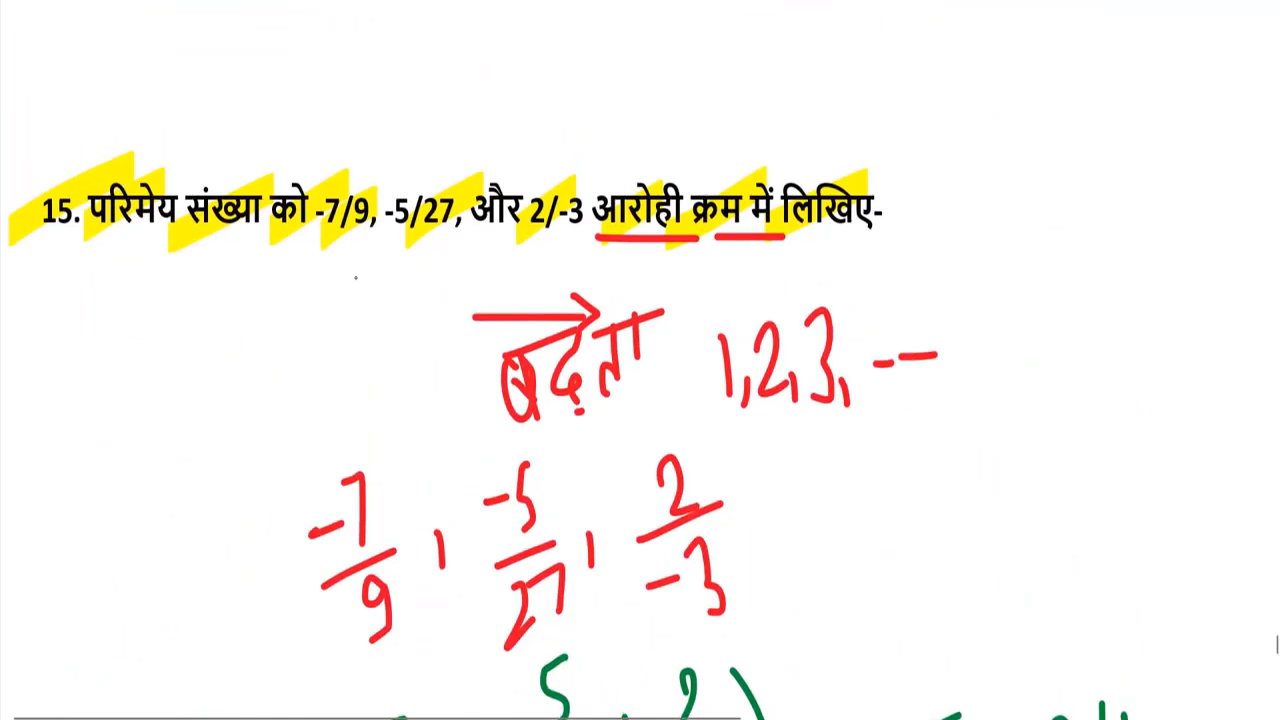 15. परिमेय संख्या को -7/9, -5/27, और 2/-3 आरोही क्रम में लिखिए-
बढ़ता 1,2,3, --
-7/9 , -5/27 , 2/-3